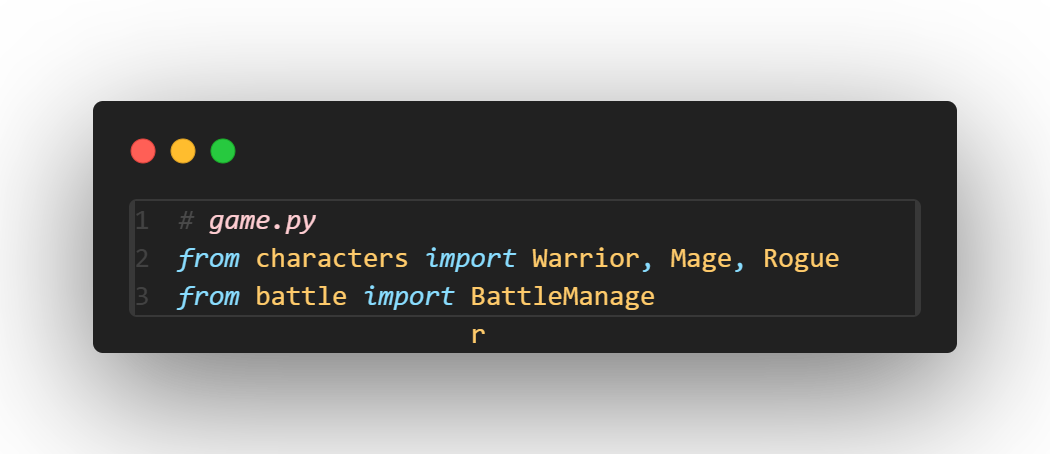 1 # game.py
2 from characters import Warrior, Mage, Rogue
3 from battle import BattleManage
r